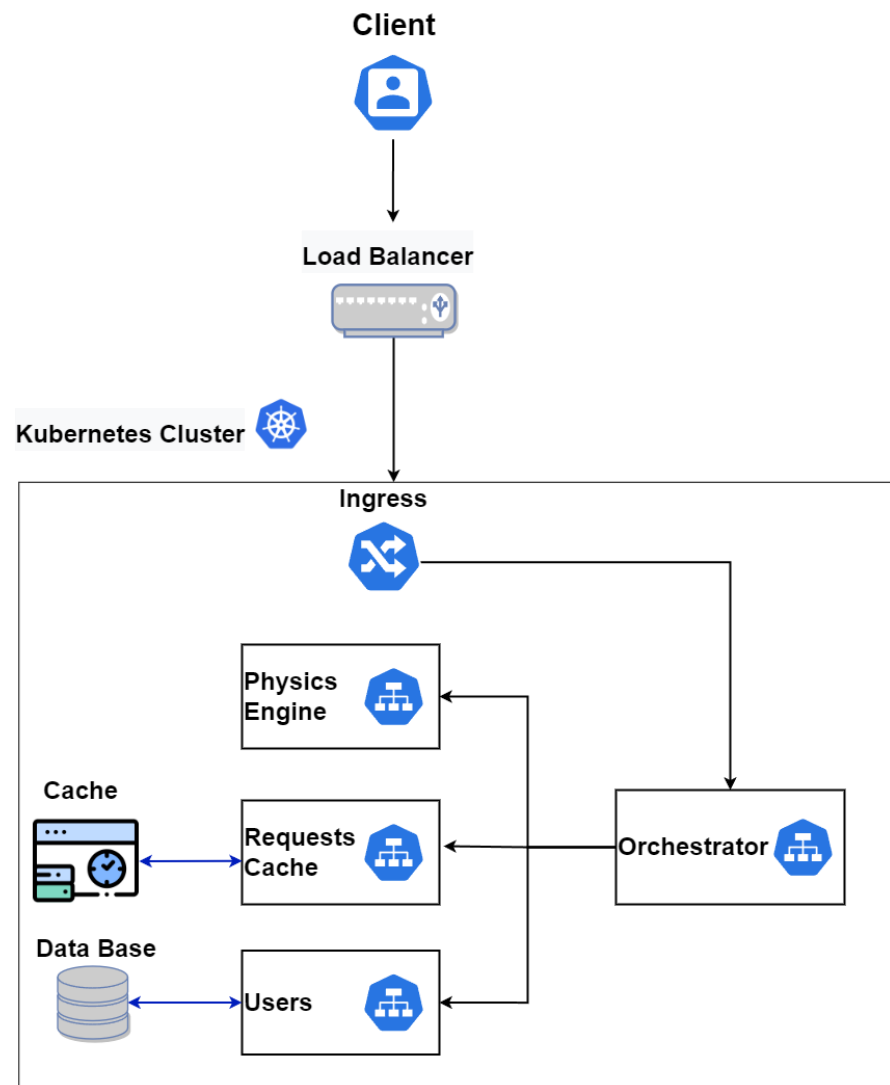 Client
Load Balancer
Kubernetes Cluster
Ingress
Physics
Engine
Cache
Requests
Cache
Orchestrator
Data Base
Users